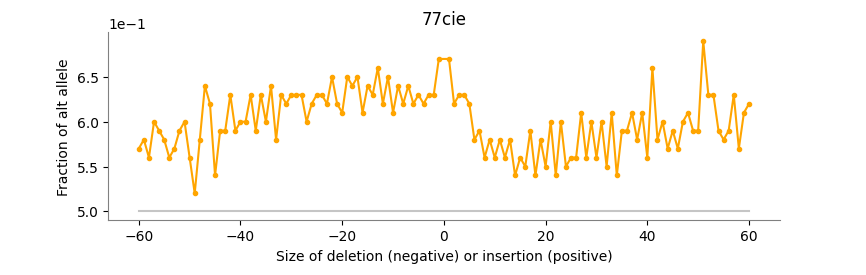 77cie
1e−1
6.5
6.0
5.5
5.0
Fraction of alt allele
−60 −40 −20 0 20 40 60
Size of deletion (negative) or insertion (positive)